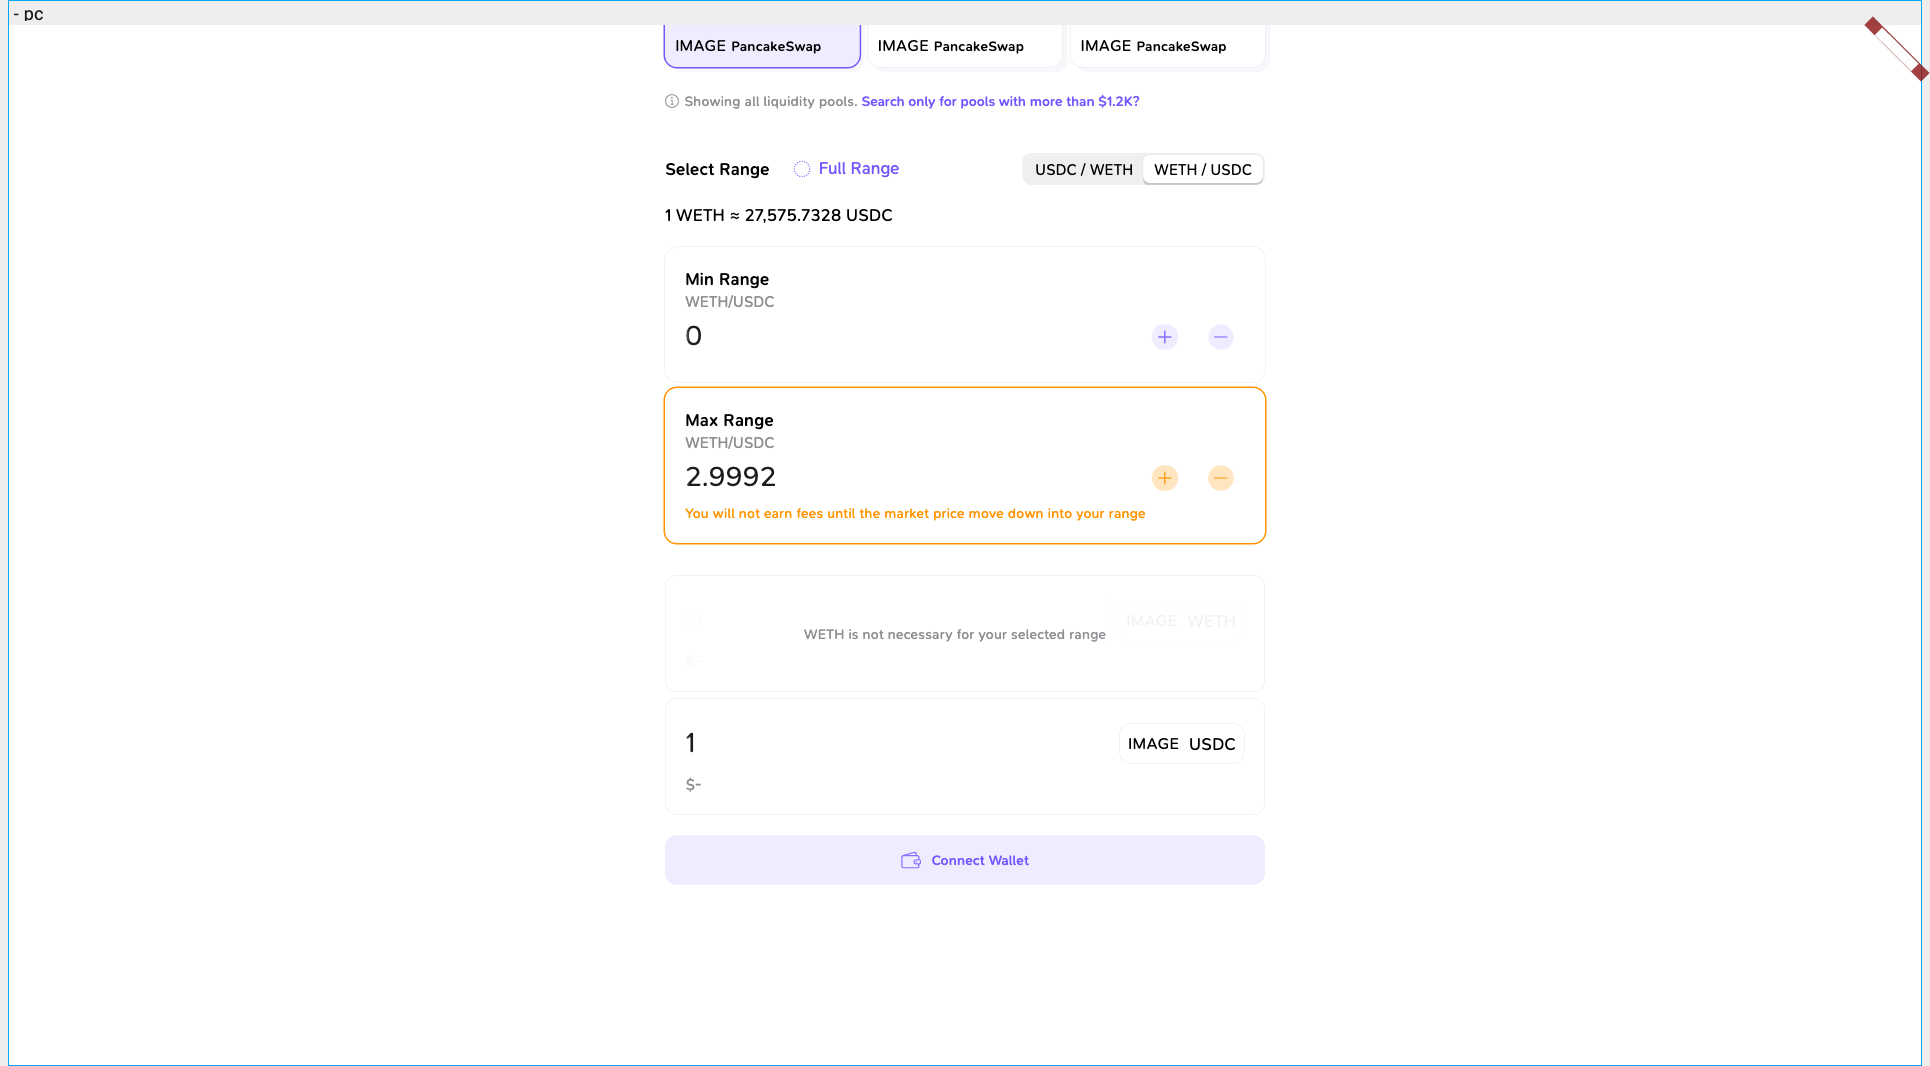 - pc
IMAGE PancakeSwap IMAGE PancakeSwap IMAGE PancakeSwap
Showing all liquidity pools. Search only for pools with more than $1.2K?
Select Range Full Range USDC / WETH WETH / USDC
1 WETH ≈ 27,575.7328 USDC
Min Range
WETH/USDC
0
Max Range
WETH/USDC
2.9992
You will not earn fees until the market price move down into your range
0 IMAGE WETH
WETH is not necessary for your selected range
$-
1 IMAGE USDC
$-
Connect Wallet